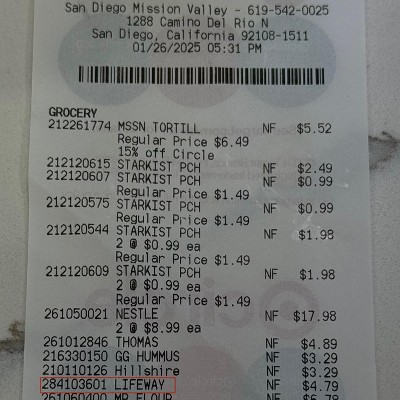 San Diego Mission Valley - 619-542-0025
1288 Camino Del Rio N
San Diego, California 92108-1511
01/26/2025 05:31 PM
GROCERY
212261774 MSSN TORTILL NF $5.52
Regular Price $6.49
15% off Circle
212120615 STARKIST PCH NF $2.49
212120607 STARKIST PCH NF $0.99
Regular Price $1.49
212120575 STARKIST PCH NF $0.99
Regular Price $1.49
212120544 STARKIST PCH NF $1.98
2 @ $0.99 ea
Regular Price $1.49
212120609 STARKIST PCH NF $1.98
2 @ $0.99 ea
Regular Price $1.49
261050021 NESTLE NF $17.98
2 @ $8.99 ea
261012846 THOMAS NF $4.89
216330150 GG HUMMUS NF $3.29
210110126 Hillshire NF $3.29
284103601 LIFEWAY NF $4.79
261060400 MR FLOUR NF $6.78